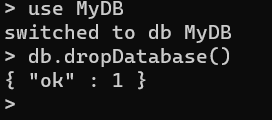 > use MyDB
switched to db MyDB
> db.dropDatabase()
{ "ok" : 1 }
>